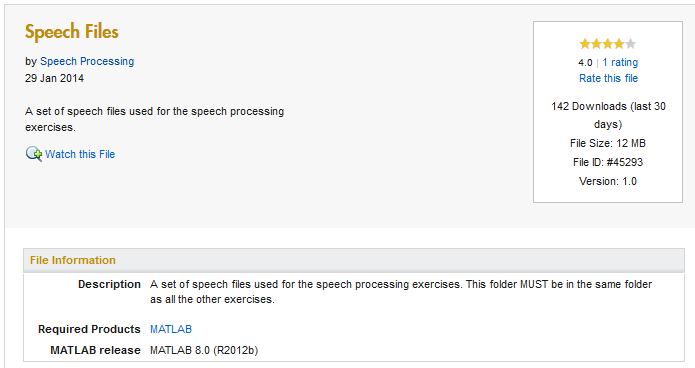 Speech Files
by Speech Processing
29 Jan 2014
A set of speech files used for the speech processing
exercises.
Watch this File
4.0 | 1 rating
Rate this file
142 Downloads (last 30
days)
File Size: 12 MB
File ID: #45293
Version: 1.0
File Information
Description A set of speech files used for the speech processing exercises. This folder MUST be in the same folder
as all the other exercises.
Required Products MATLAB
MATLAB release MATLAB 8.0 (R2012b)